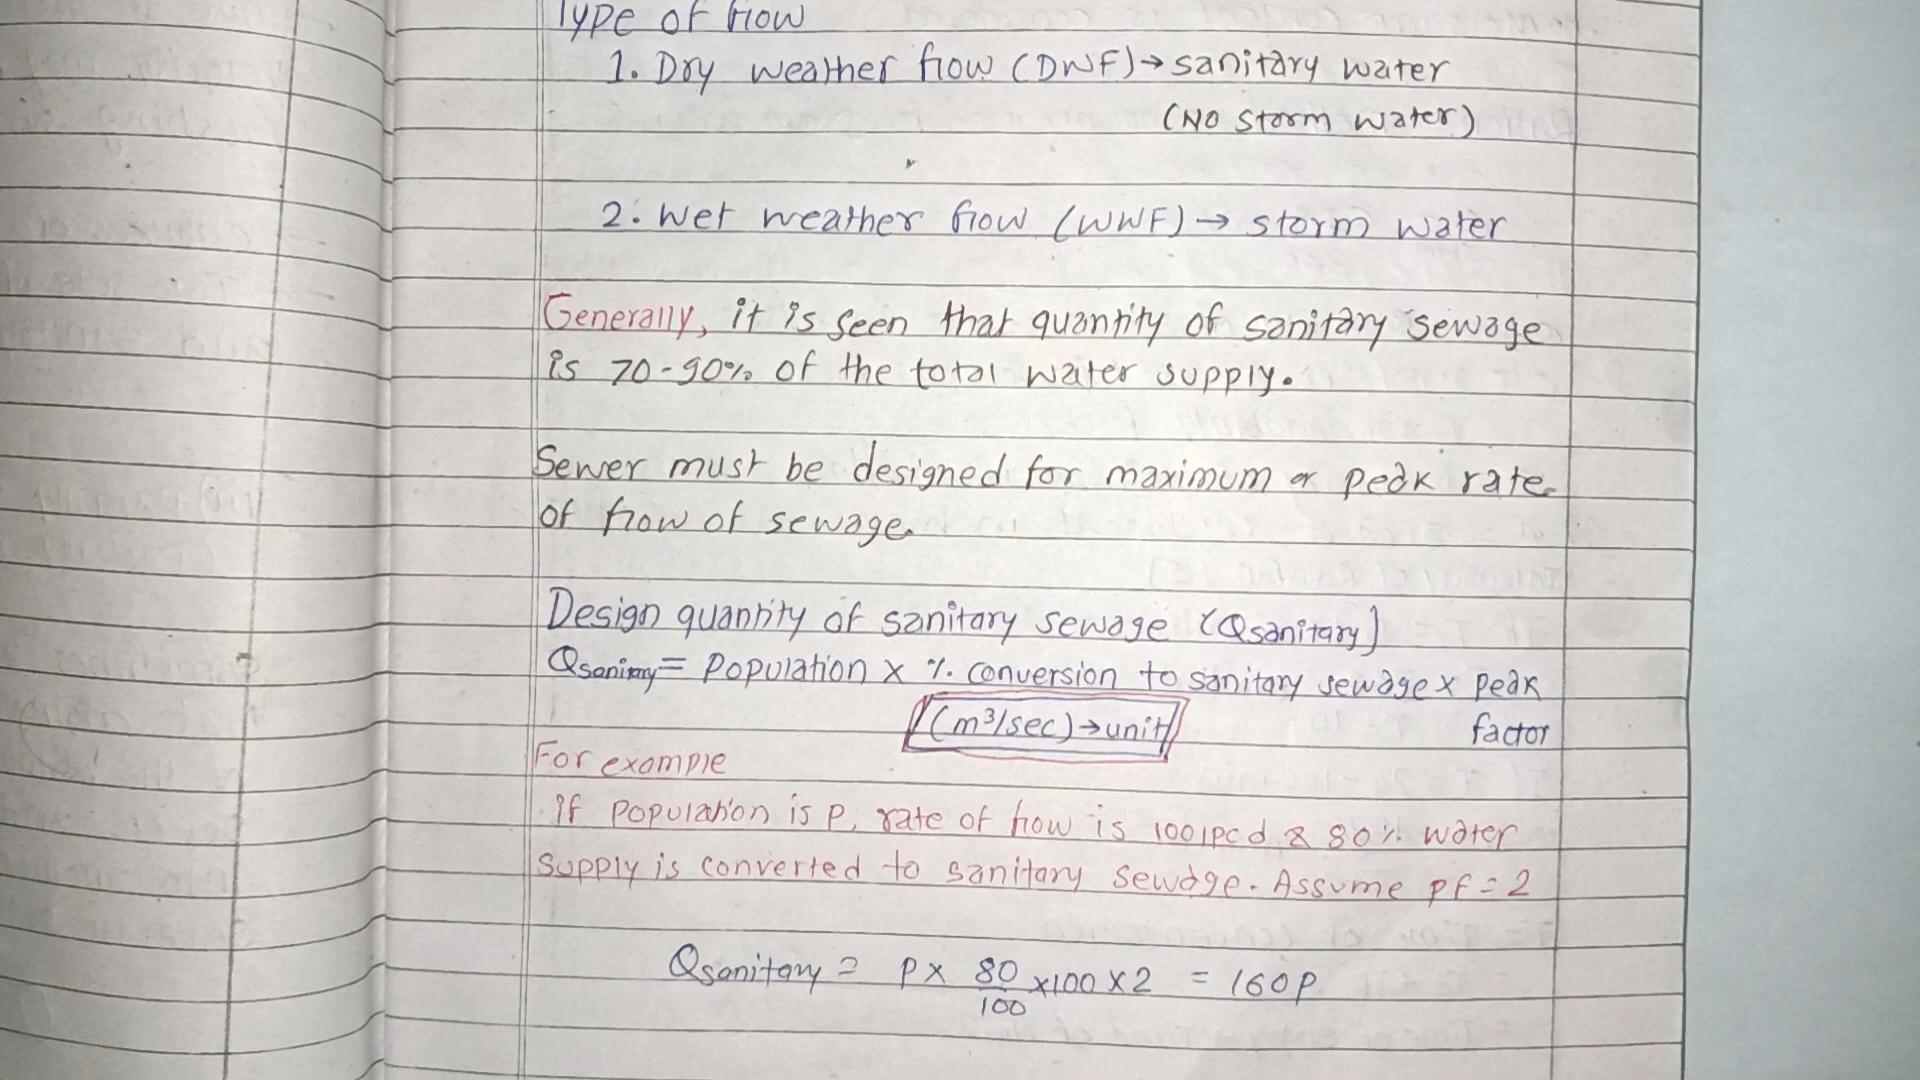 Type of flow
1. Dry weather flow (DWF) → sanitary water
(No storm water)
2. Wet weather flow (WWF) → storm water
Generally, it is seen that quantity of sanitary sewage
is 70-90% of the total water supply.
Sewer must be designed for maximum or peak rate
of flow of sewage.
Design quantity of sanitary sewage (Qsanitary)
Qsanitary = Population x % conversion to sanitary sewage x peak
factor
(m³/sec) → unit
For example
if population is P, rate of flow is 100 lpcd & 80% water
supply is converted to sanitary sewage. Assume pf = 2
Qsanitary = P x 80/100 x 100 x 2 = 160P